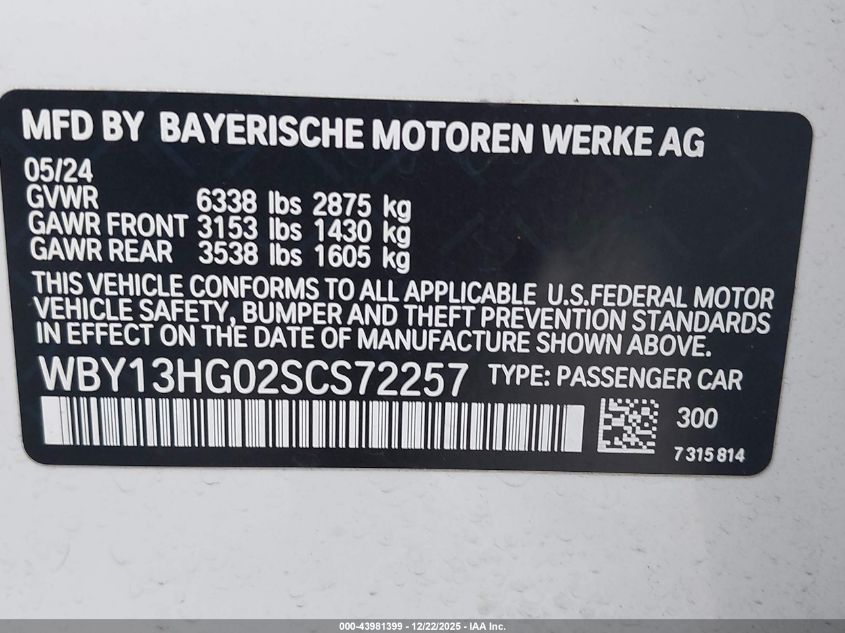 MFD BY BAYERISCHE MOTOREN WERKE AG
05/24
GVWR 6338 lbs 2875 kg
GAWR FRONT 3153 lbs 1430 kg
GAWR REAR 3538 lbs 1605 kg
THIS VEHICLE CONFORMS TO ALL APPLICABLE U.S.FEDERAL MOTOR
VEHICLE SAFETY, BUMPER AND THEFT PREVENTION STANDARDS
IN EFFECT ON THE DATE OF MANUFACTURE SHOWN ABOVE.
WBY13HG02SCS72257 TYPE: PASSENGER CAR
300
7 315 814
000-43981399 - 12/22/2025 - IAA Inc.